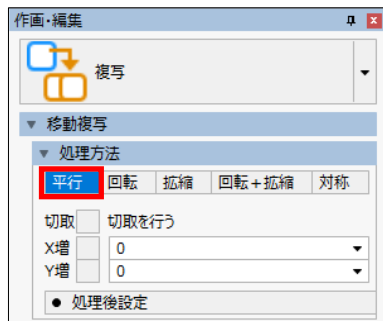 作画・編集
複写
移動複写
処理方法
平行 回転 拡縮 回転+拡縮 対称
切取 切取を行う
X増 0
Y増 0
● 処理後設定